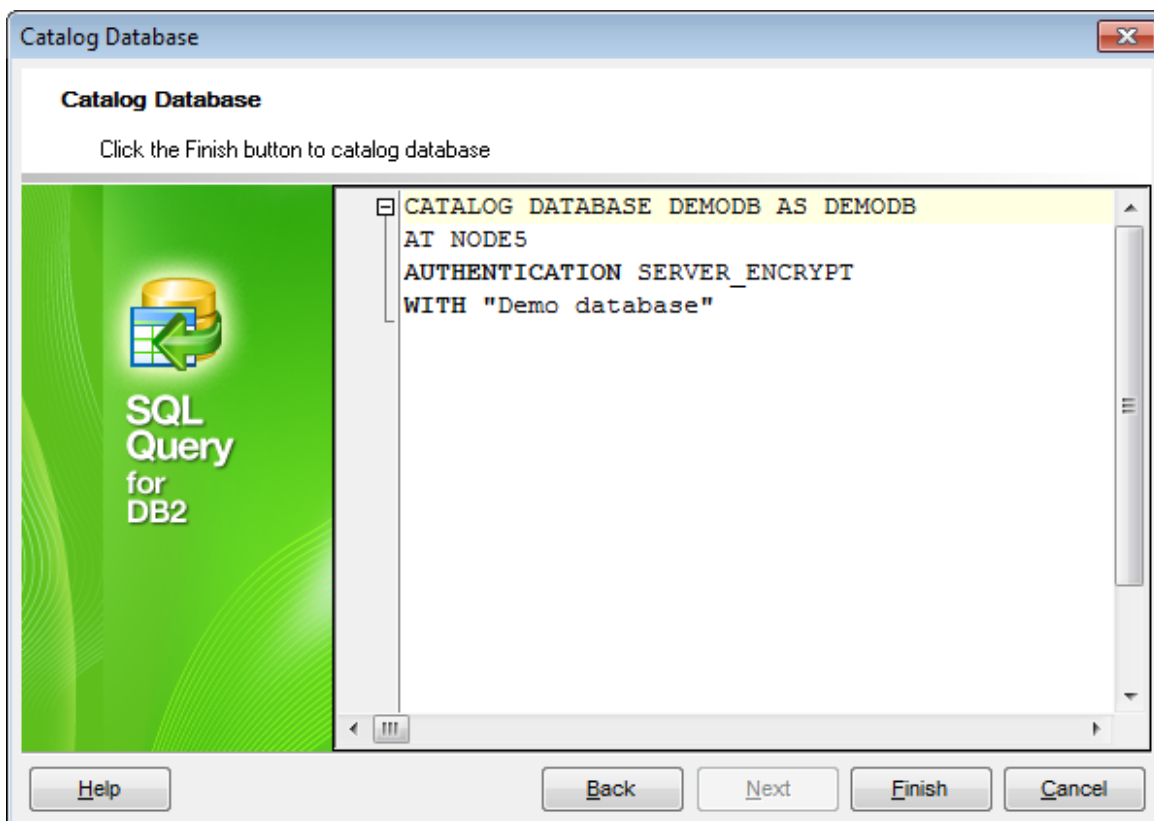 Catalog Database
Catalog Database
Click the Finish button to catalog database
CATALOG DATABASE DEMODB AS DEMODB
AT NODE5
AUTHENTICATION SERVER_ENCRYPT
WITH "Demo database"
SQL
Query
for
DB2
Help
Back
Next
Finish
Cancel